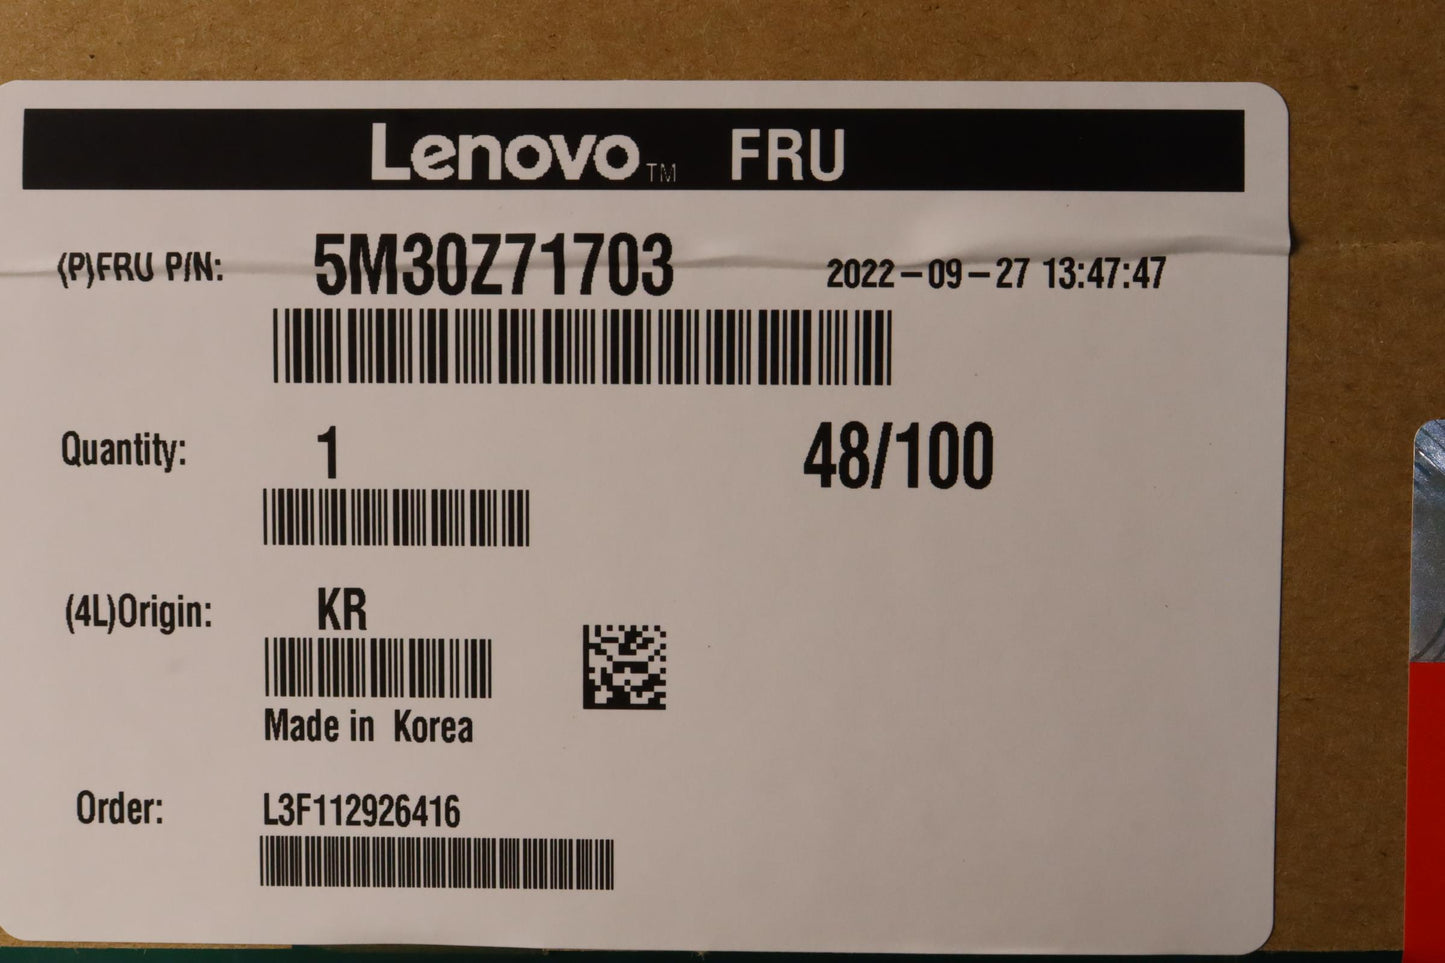 Lenovo™ FRU
(P)FRU P/N: 5M30Z71703 2022-09-27 13:47:47
Quantity: 1 48/100
(4L)Origin: KR
Made in Korea
Order: L3F112926416